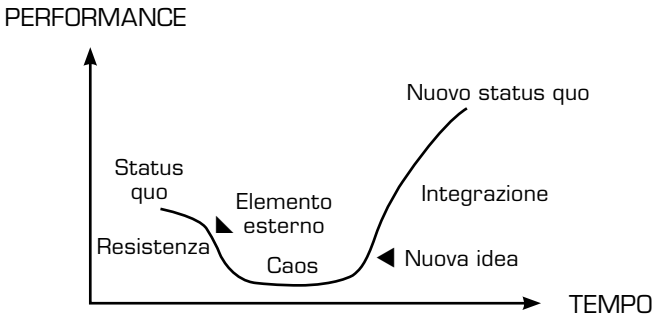 PERFORMANCE
Nuovo status quo
Status
quo
Elemento
esterno
Integrazione
Resistenza
Caos
Nuova idea
TEMPO